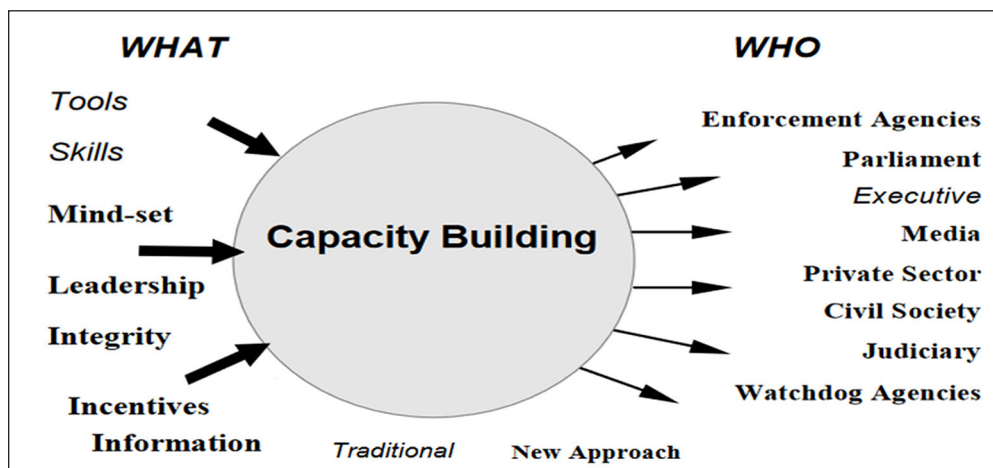 WHAT
Tools
Skills
Mind-set
Leadership
Integrity
Incentives
Information
Capacity Building
WHO
Enforcement Agencies
Parliament
Executive
Media
Private Sector
Civil Society
Judiciary
Watchdog Agencies
Traditional
New Approach